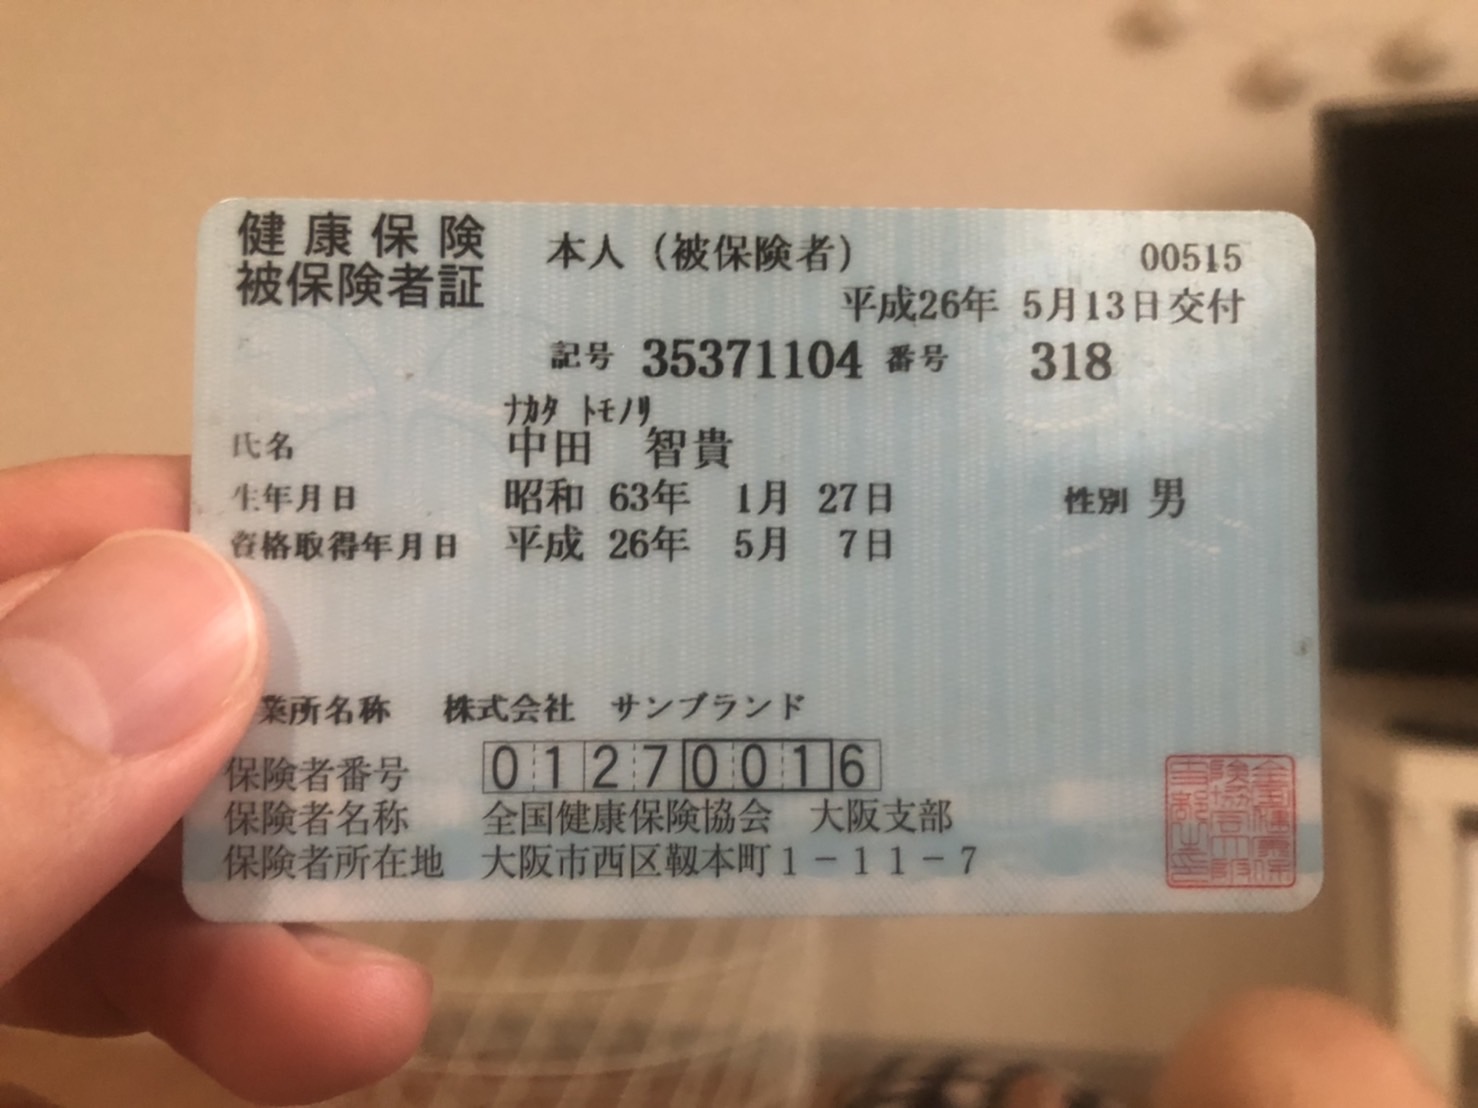 健康保険 本人（被保険者） 00515
被保険者証
平成26年 5月13日交付
記号 35371104 番号 318
ﾅｶﾀ ﾄﾓﾉﾘ
氏名 中田 智貴
生年月日 昭和 63年 1月 27日 性別 男
資格取得年月日 平成 26年 5月 7日
業所名称 株式会社 サンブランド
保険者番号 01270016
保険者名称 全国健康保険協会 大阪支部
保険者所在地 大阪市西区靱本町1－11－7